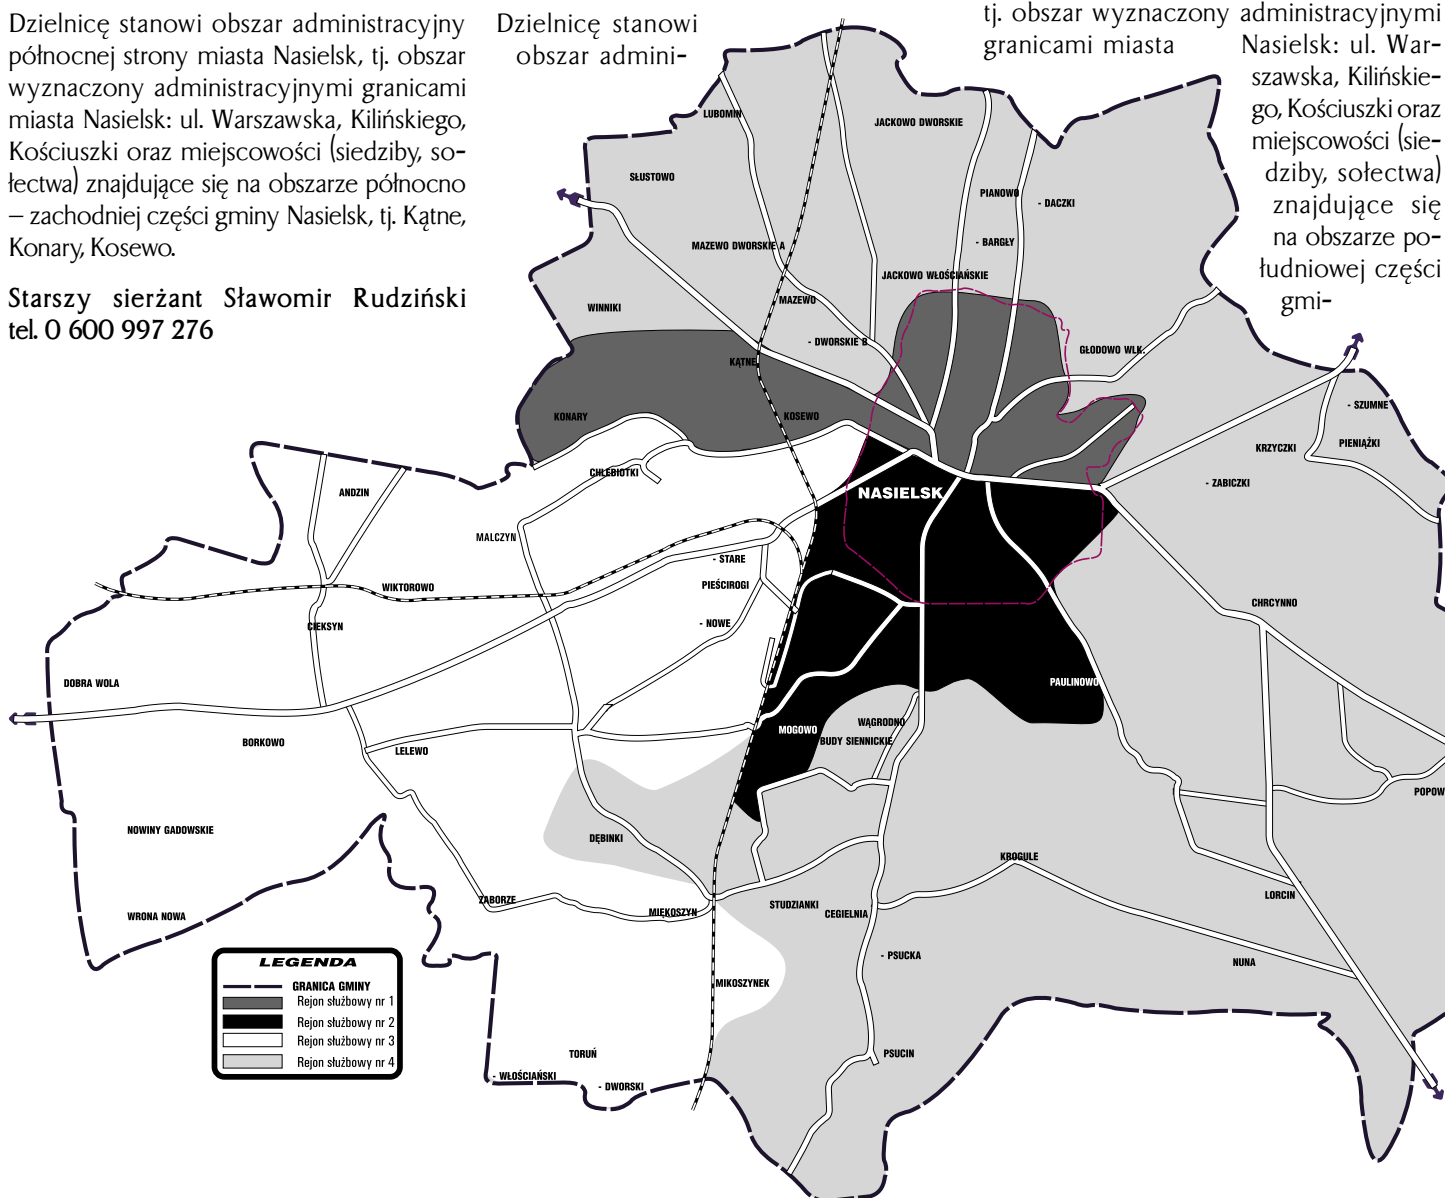 Dzielnicę stanowi obszar administracyjny
północnej strony miasta Nasielsk, tj. obszar
wyznaczony administracyjnymi granicami
miasta Nasielsk: ul. Warszawska, Kilińskiego,
Kościuszki oraz miejscowości (siedziby, so-
łectwa) znajdujące się na obszarze północno
– zachodniej części gminy Nasielsk, tj. Kątne,
Konary, Kosewo.
Starszy sierżant Sławomir Rudziński
tel. 0 600 997 276
Dzielnicę stanowi
obszar admini-
tj. obszar wyznaczony administracyjnymi
granicami miasta Nasielsk: ul. War-
szawska, Kilińskie-
go, Kościuszki oraz
miejscowości (sie-
dziby, sołectwa)
znajdujące się
na obszarze po-
łudniowej części
gmi-
LUBOMIN
JACKOWO DWORSKIE
SŁUSTOWO
PIANOWO
- DACZKI
- BARGŁY
MAZEWO DWORSKIE A
JACKOWO WŁOŚCIAŃSKIE
WINNIKI
MAZEWO
- DWORSKIE B
GŁODOWO WLK.
KĄTNE
KONARY
KOSEWO
- SZUMNE
PIENIĄŻKI
KRZYCZKI
- ZABICZKI
CHLEBIOTKI
ANDZIN
NASIELSK
MALCZYN
- STARE
PIEŚCIROGI
- NOWE
WIKTOROWO
CHRCYNNO
CIEKSYN
DOBRA WOLA
PAULINOWO
WĄGRODNO
MOGOWO
BUDY SIENNICKIE
BORKOWO
LELEWO
POPOW
NOWINY GADOWSKIE
DĘBINKI
KROGULE
LORCIN
ZABORZE
STUDZIANKI
MIĘKOSZYN
CEGIELNIA
WRONA NOWA
- PSUCKA
NUNA
MIKOSZYNEK
TORUŃ
- WŁOŚCIAŃSKI
- DWORSKI
PSUCIN
LEGENDA
GRANICA GMINY
Rejon służbowy nr 1
Rejon służbowy nr 2
Rejon służbowy nr 3
Rejon służbowy nr 4